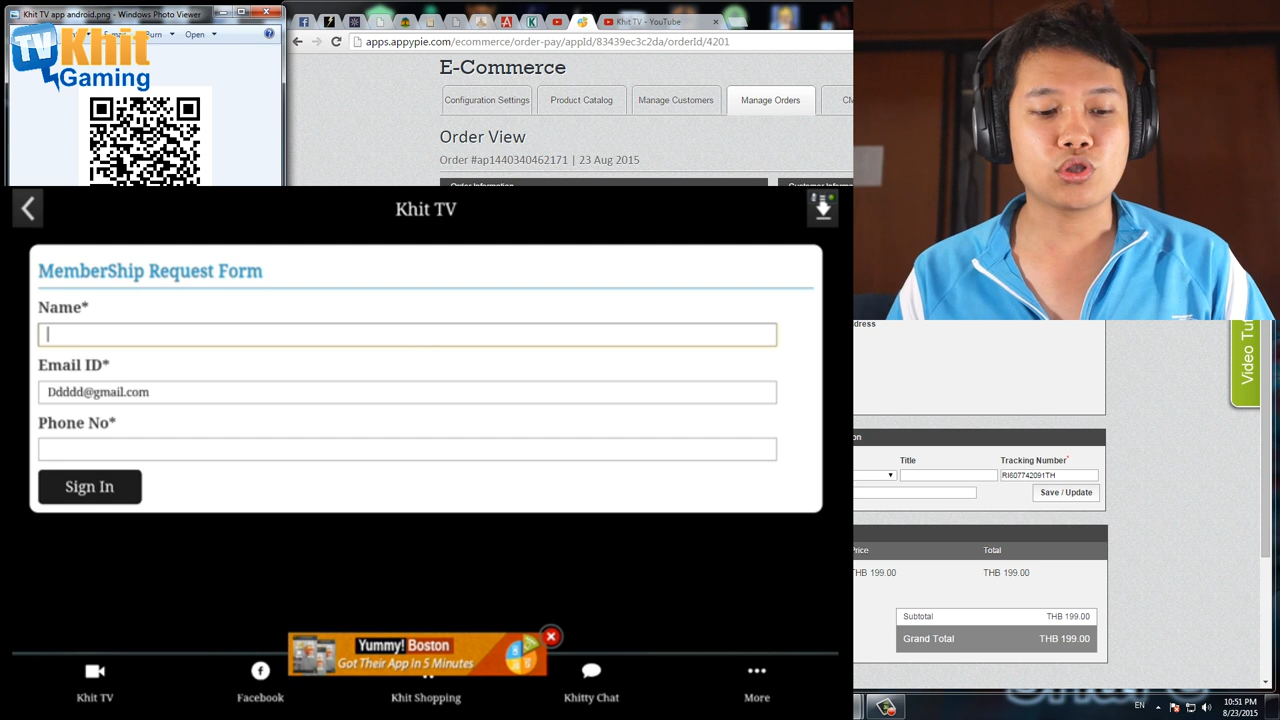 Khit TV app android.png - Windows Photo Viewer
Burn
Open
TV Khit
Gaming
Khit TV - YouTube
apps.appypie.com/ecommerce/order-pay/appId/83439ec3c2da/orderId/4201
E-Commerce
Configuration Settings
Product Catalog
Manage Customers
Manage Orders
Order View
Order #ap1440340462171 | 23 Aug 2015
Order Information
Khit TV
MemberShip Request Form
Name*
Email ID*
Ddddd@gmail.com
Phone No*
Sign In
Yummy! Boston
Got Their App In 5 Minutes
Khit TV
Facebook
Khit Shopping
Khitty Chat
More
Video Tu
Title
Tracking Number*
RI607742091TH
Save / Update
Price
Total
THB 199.00
THB 199.00
Subtotal
THB 199.00
Grand Total
THB 199.00
EN
10:51 PM
8/23/2015